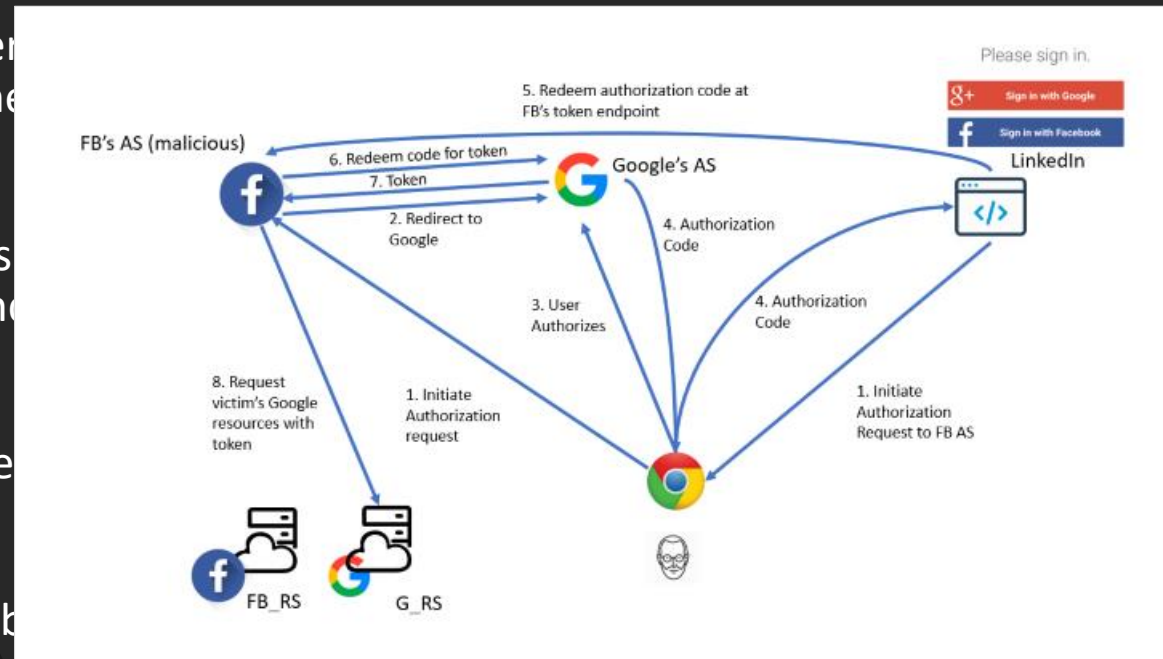 Please sign in.
g+ Sign in with Google
f Sign in with Facebook
LinkedIn
</>
5. Redeem authorization code at
FB's token endpoint
FB's AS (malicious)
f
6. Redeem code for token
7. Token
2. Redirect to
Google
Google's AS
4. Authorization
Code
3. User
Authorizes
4. Authorization
Code
8. Request
victim's Google
resources with
token
1. Initiate
Authorization
request
1. Initiate
Authorization
Request to FB AS
f
FB_RS
G_RS